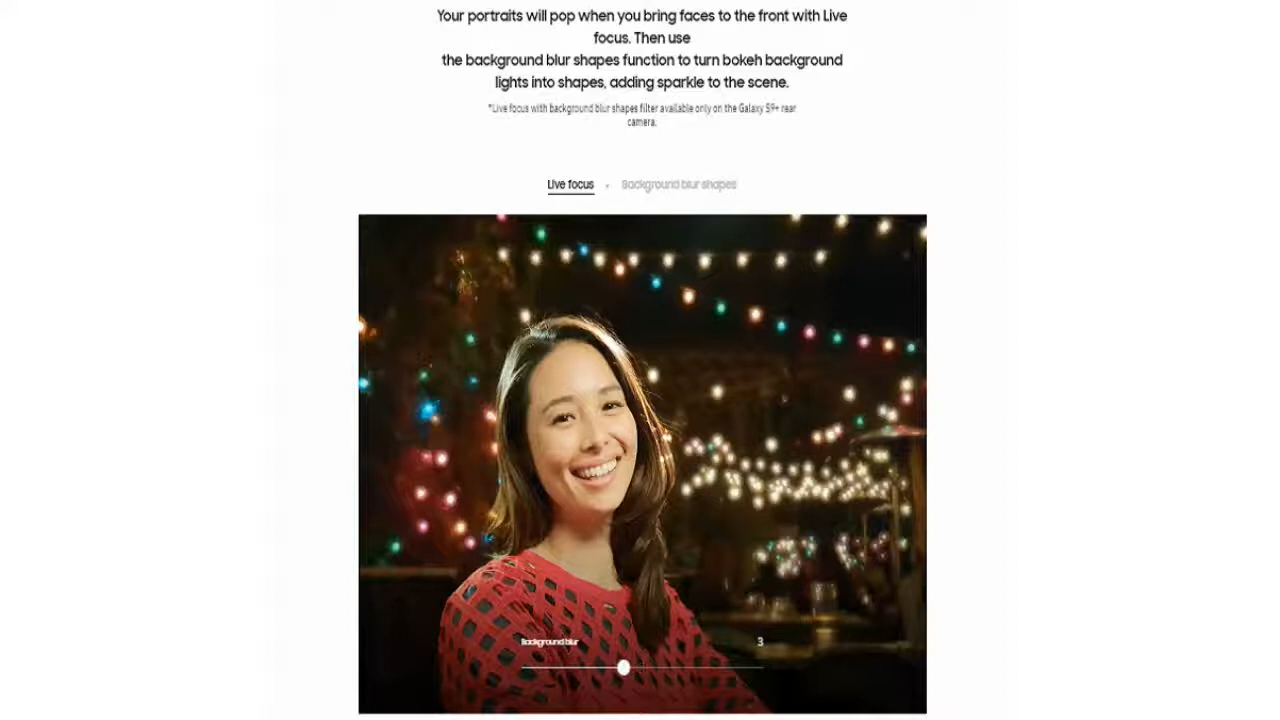 Your portraits will pop when you bring faces to the front with Live
focus. Then use
the background blur shapes function to turn bokeh background
lights into shapes, adding sparkle to the scene.
*Live focus with background blur shapes filter available only on the Galaxy S9+ rear
camera.
Live focus • Background blur shapes
Background blur 3